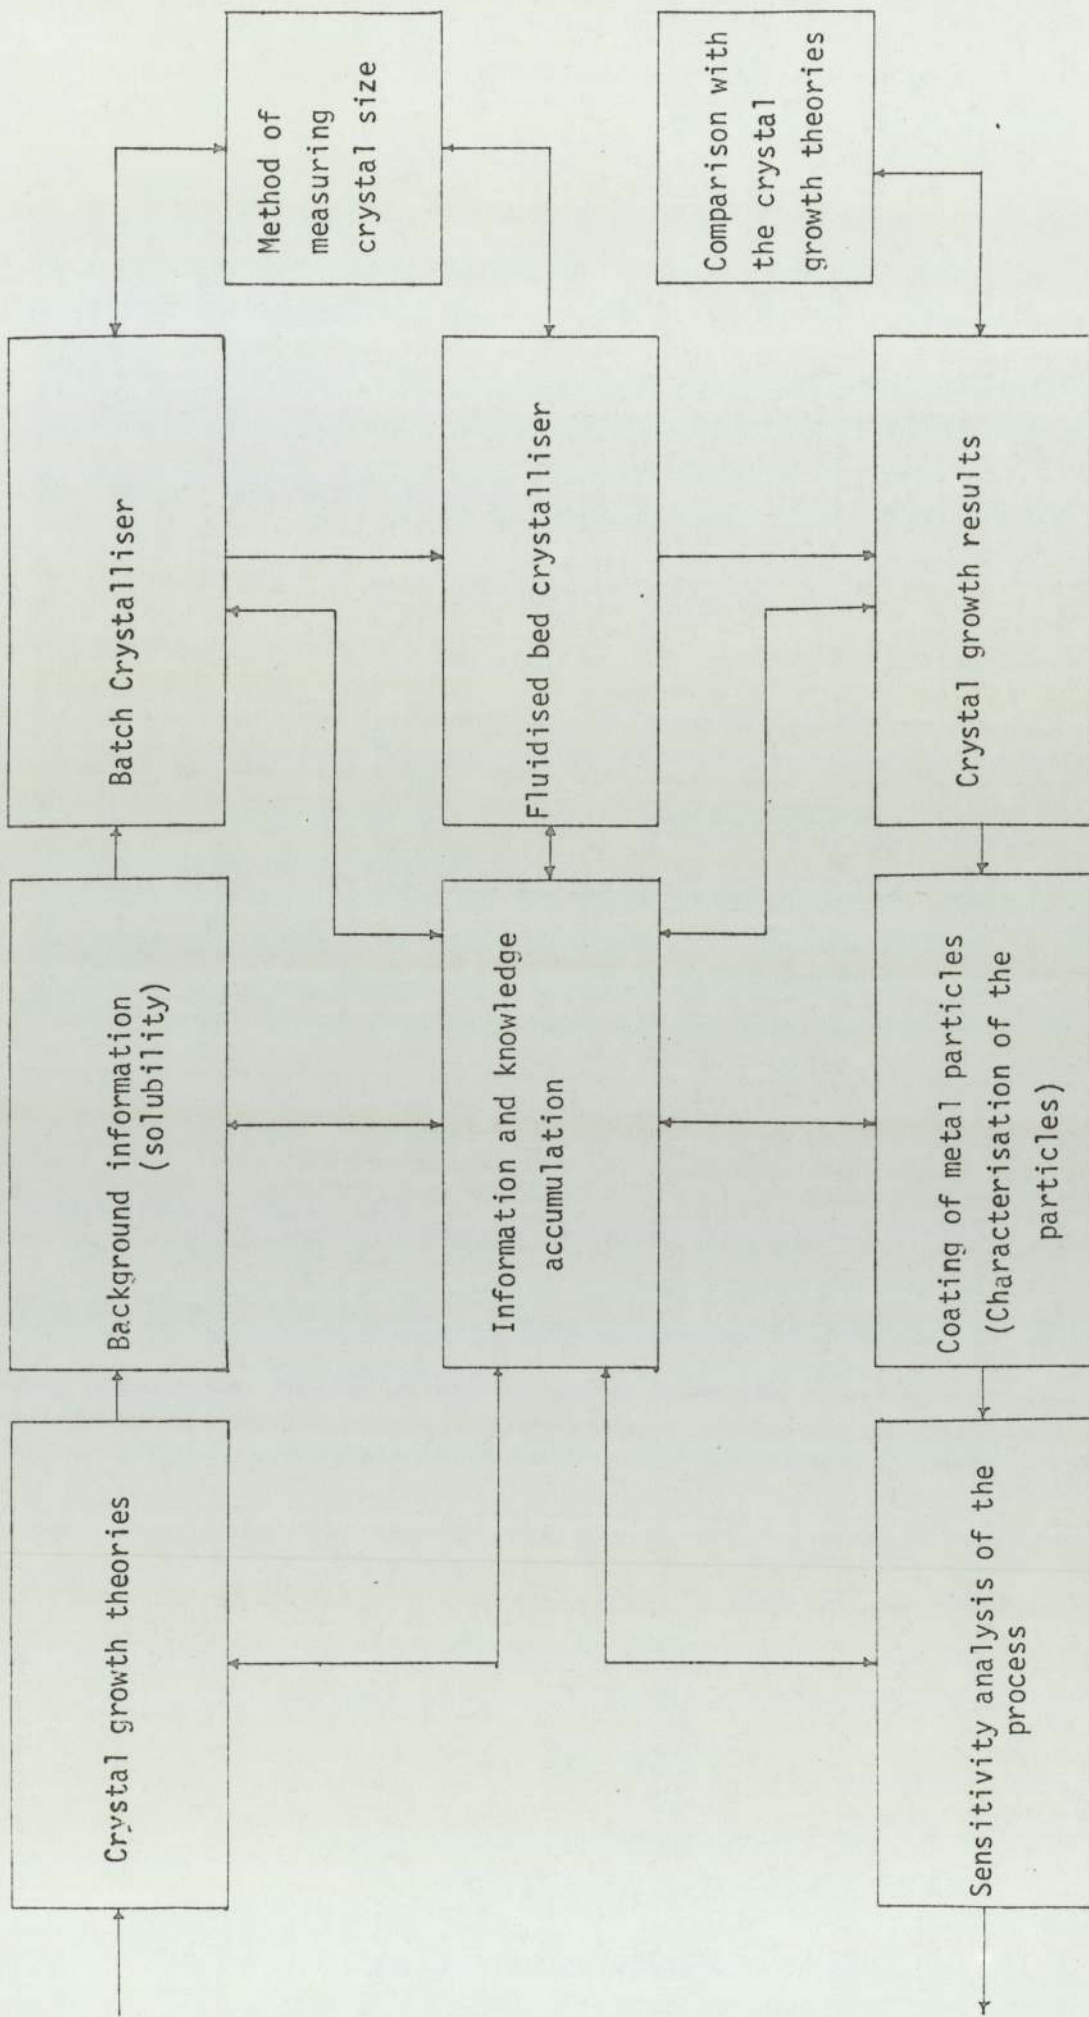 Crystal growth theories
Background information
(solubility)
Batch Crystalliser
Method of
measuring
crystal size
Information and knowledge
accumulation
Fluidised bed crystalliser
Comparison with
the crystal
growth theories
Sensitivity analysis of the
process
Coating of metal particles
(Characterisation of the
particles)
Crystal growth results